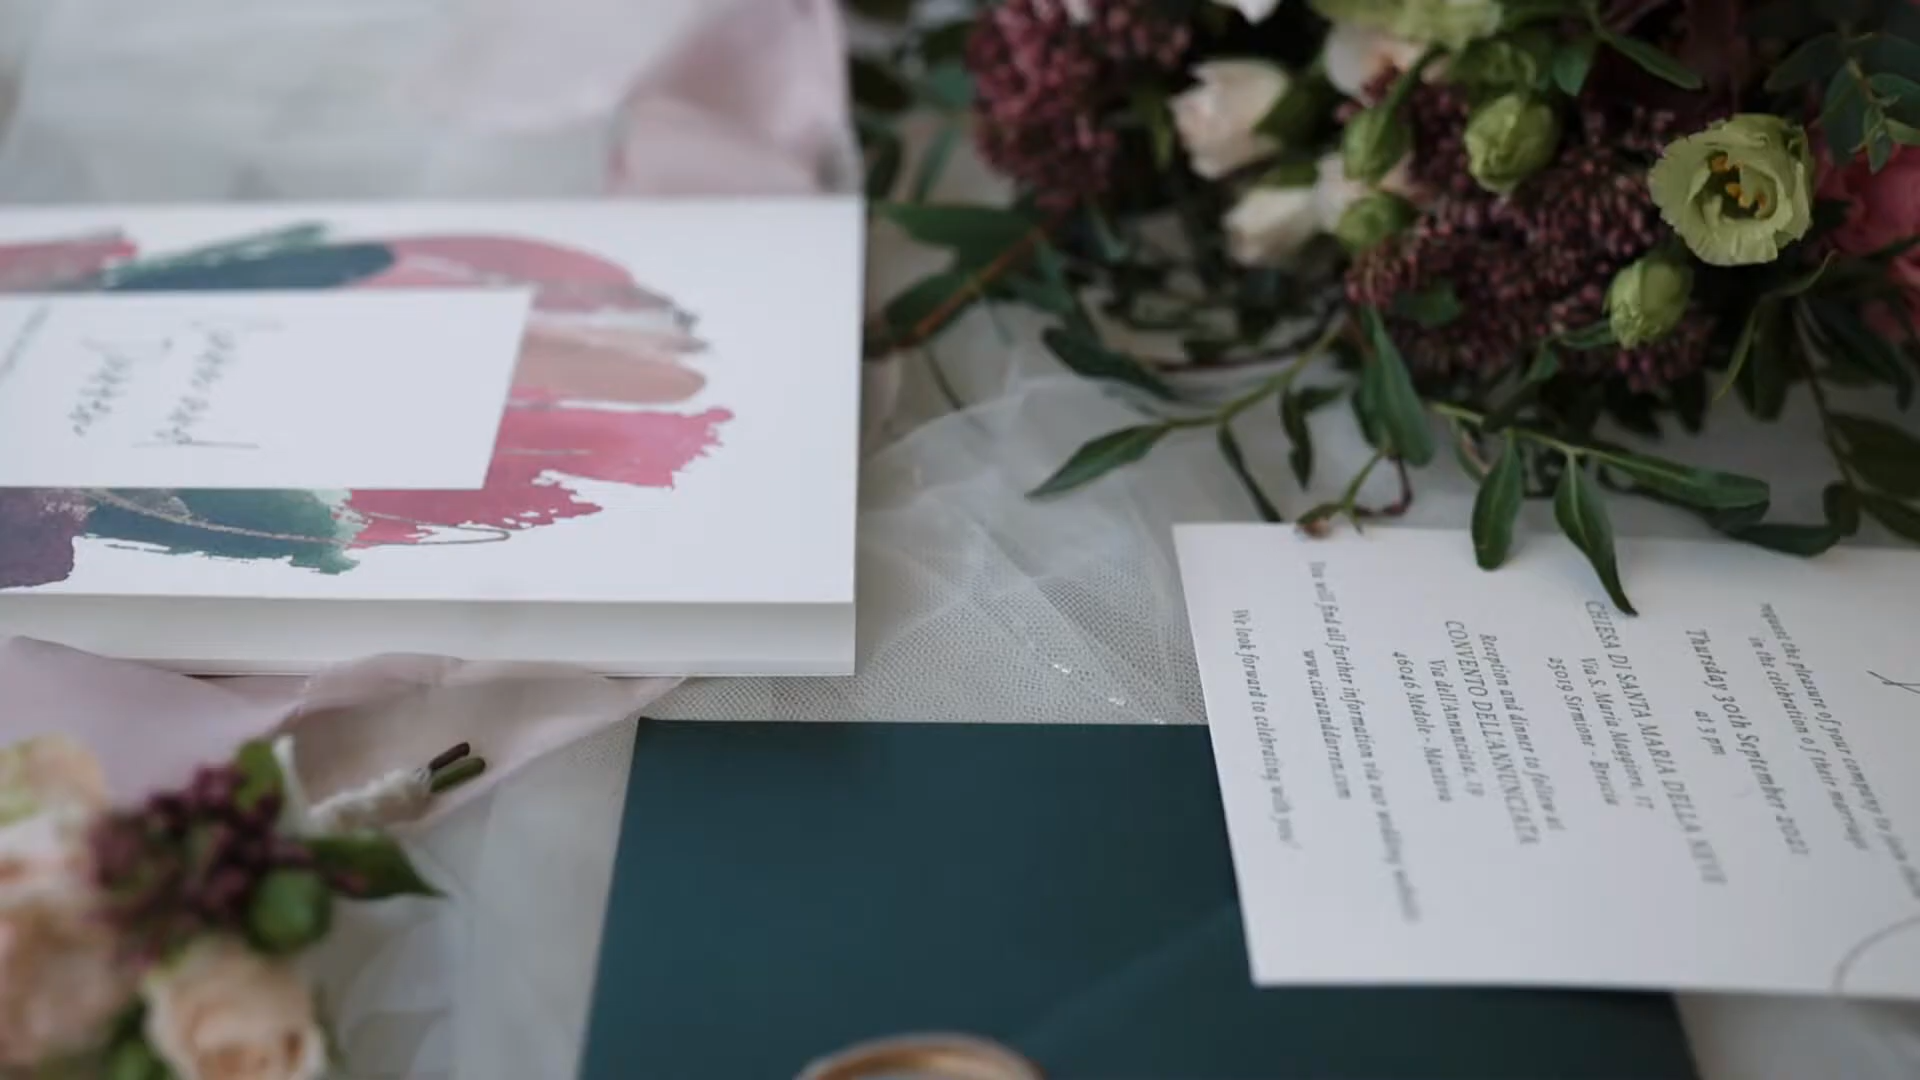 request the pleasure of your company to join them
in the celebration of their marriage
Thursday 30th September 2021
at 3 pm
CHIESA DI SANTA MARIA DELLA NEVE
Via S. Maria Maggiore,
25019 Sirmione - Brescia
Reception and dinner to follow at
CONVENTO DELL'ANNUNCIATA
Via dell'Annunciata, 19
46046 Medole - Mantova
You will find all further information via our wedding website
www.ciaraanddarren.com
We look forward to celebrating with you!